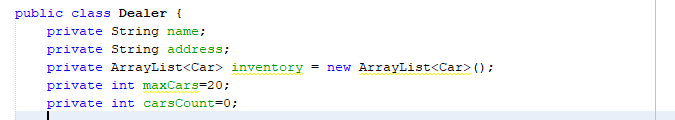 public class Dealer {
private String name;
private String address;
private ArrayList<Car> inventory = new ArrayList<Car>();
private int maxCars=20;
private int carsCount=0;